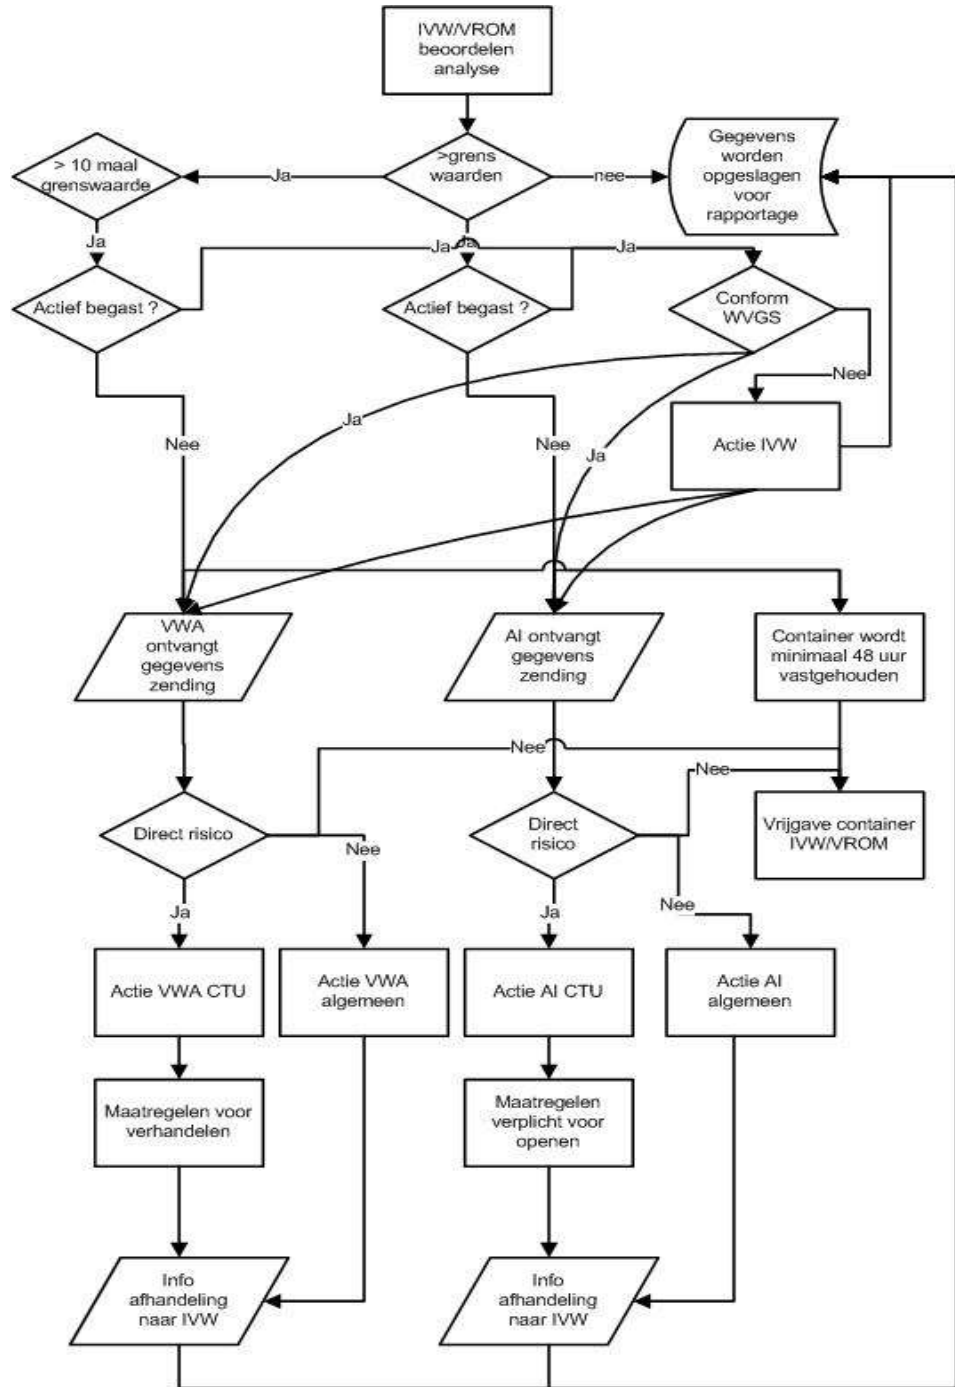 IVW/VROM
beoordelen
analyse
> 10 maal
grenswaarde
Ja
>grens
waarden
nee
Gegevens
worden
opgeslagen
voor
rapportage
Ja
Ja
Ja
Ja
Actief begast ?
Actief begast ?
Conform
WVGS
Nee
Ja
Nee
Nee
Ja
Actie IVW
VWA
ontvangt
gegevens
zending
AI ontvangt
gegevens
zending
Container wordt
minimaal 48 uur
vastgehouden
Nee
Nee
Direct risico
Nee
Direct
risico
Vrijgave container
IVW/VROM
Ja
Ja
Nee
Actie VWA CTU
Actie VWA
algemeen
Actie AI CTU
Actie AI
algemeen
Maatregelen voor
verhandelen
Maatregelen
verplicht voor
openen
Info
afhandeling
naar IVW
Info
afhandeling
naar IVW